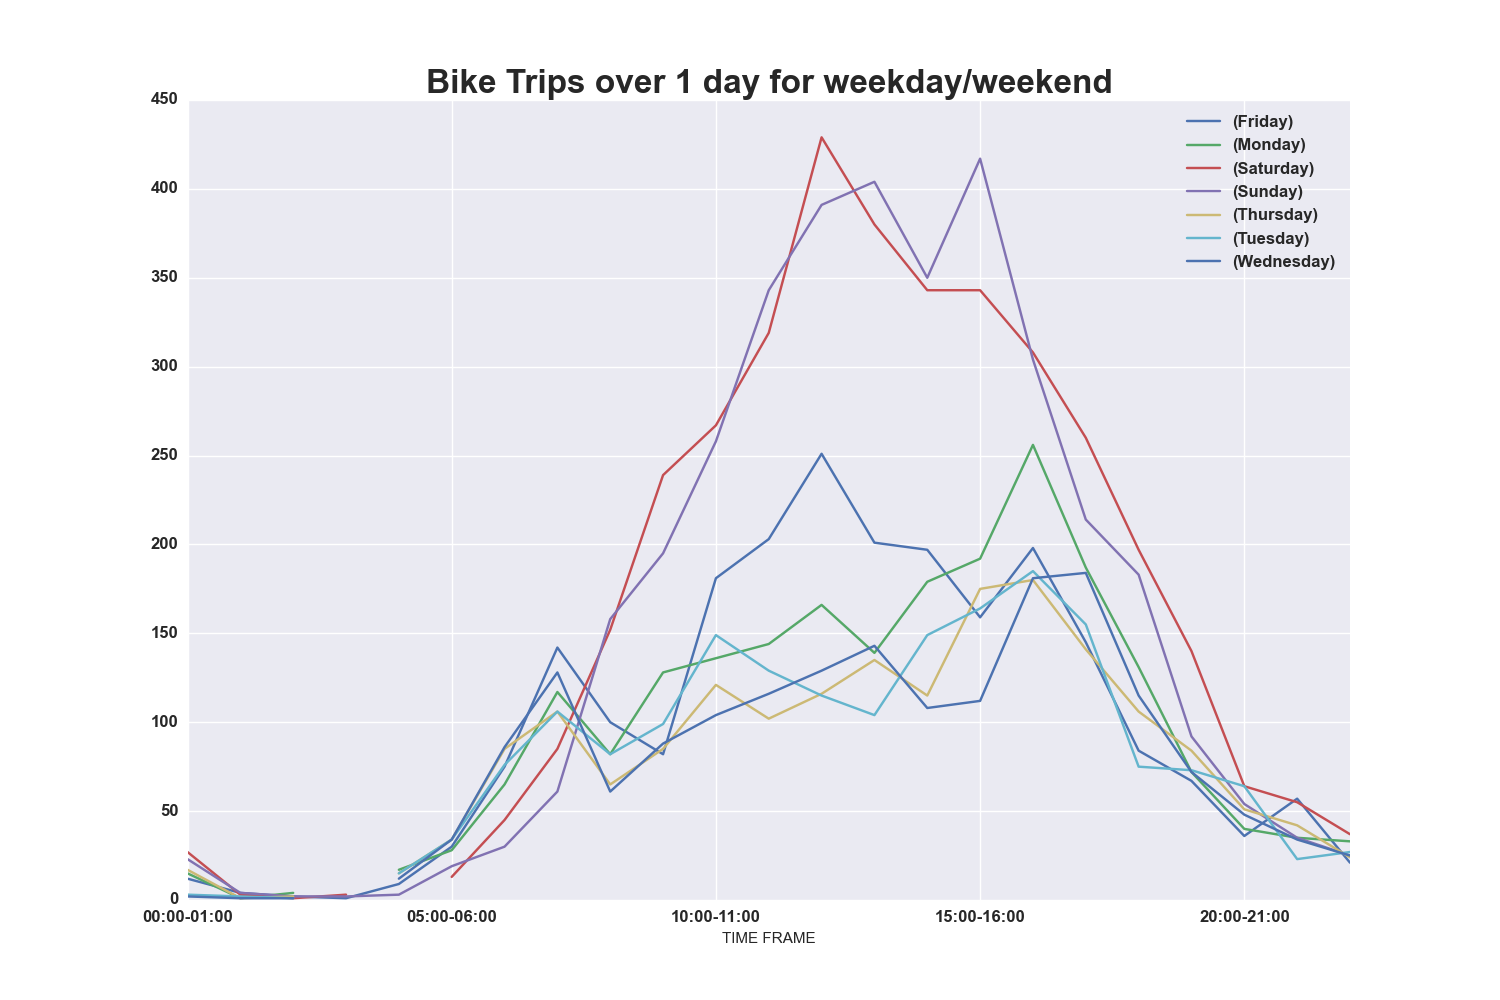 Bike Trips over 1 day for weekday/weekend
450
400
350
300
250
200
150
100
50
0
(Friday)
(Monday)
(Saturday)
(Sunday)
(Thursday)
(Tuesday)
(Wednesday)
00:00-01:00 05:00-06:00 10:00-11:00 15:00-16:00 20:00-21:00
TIME FRAME